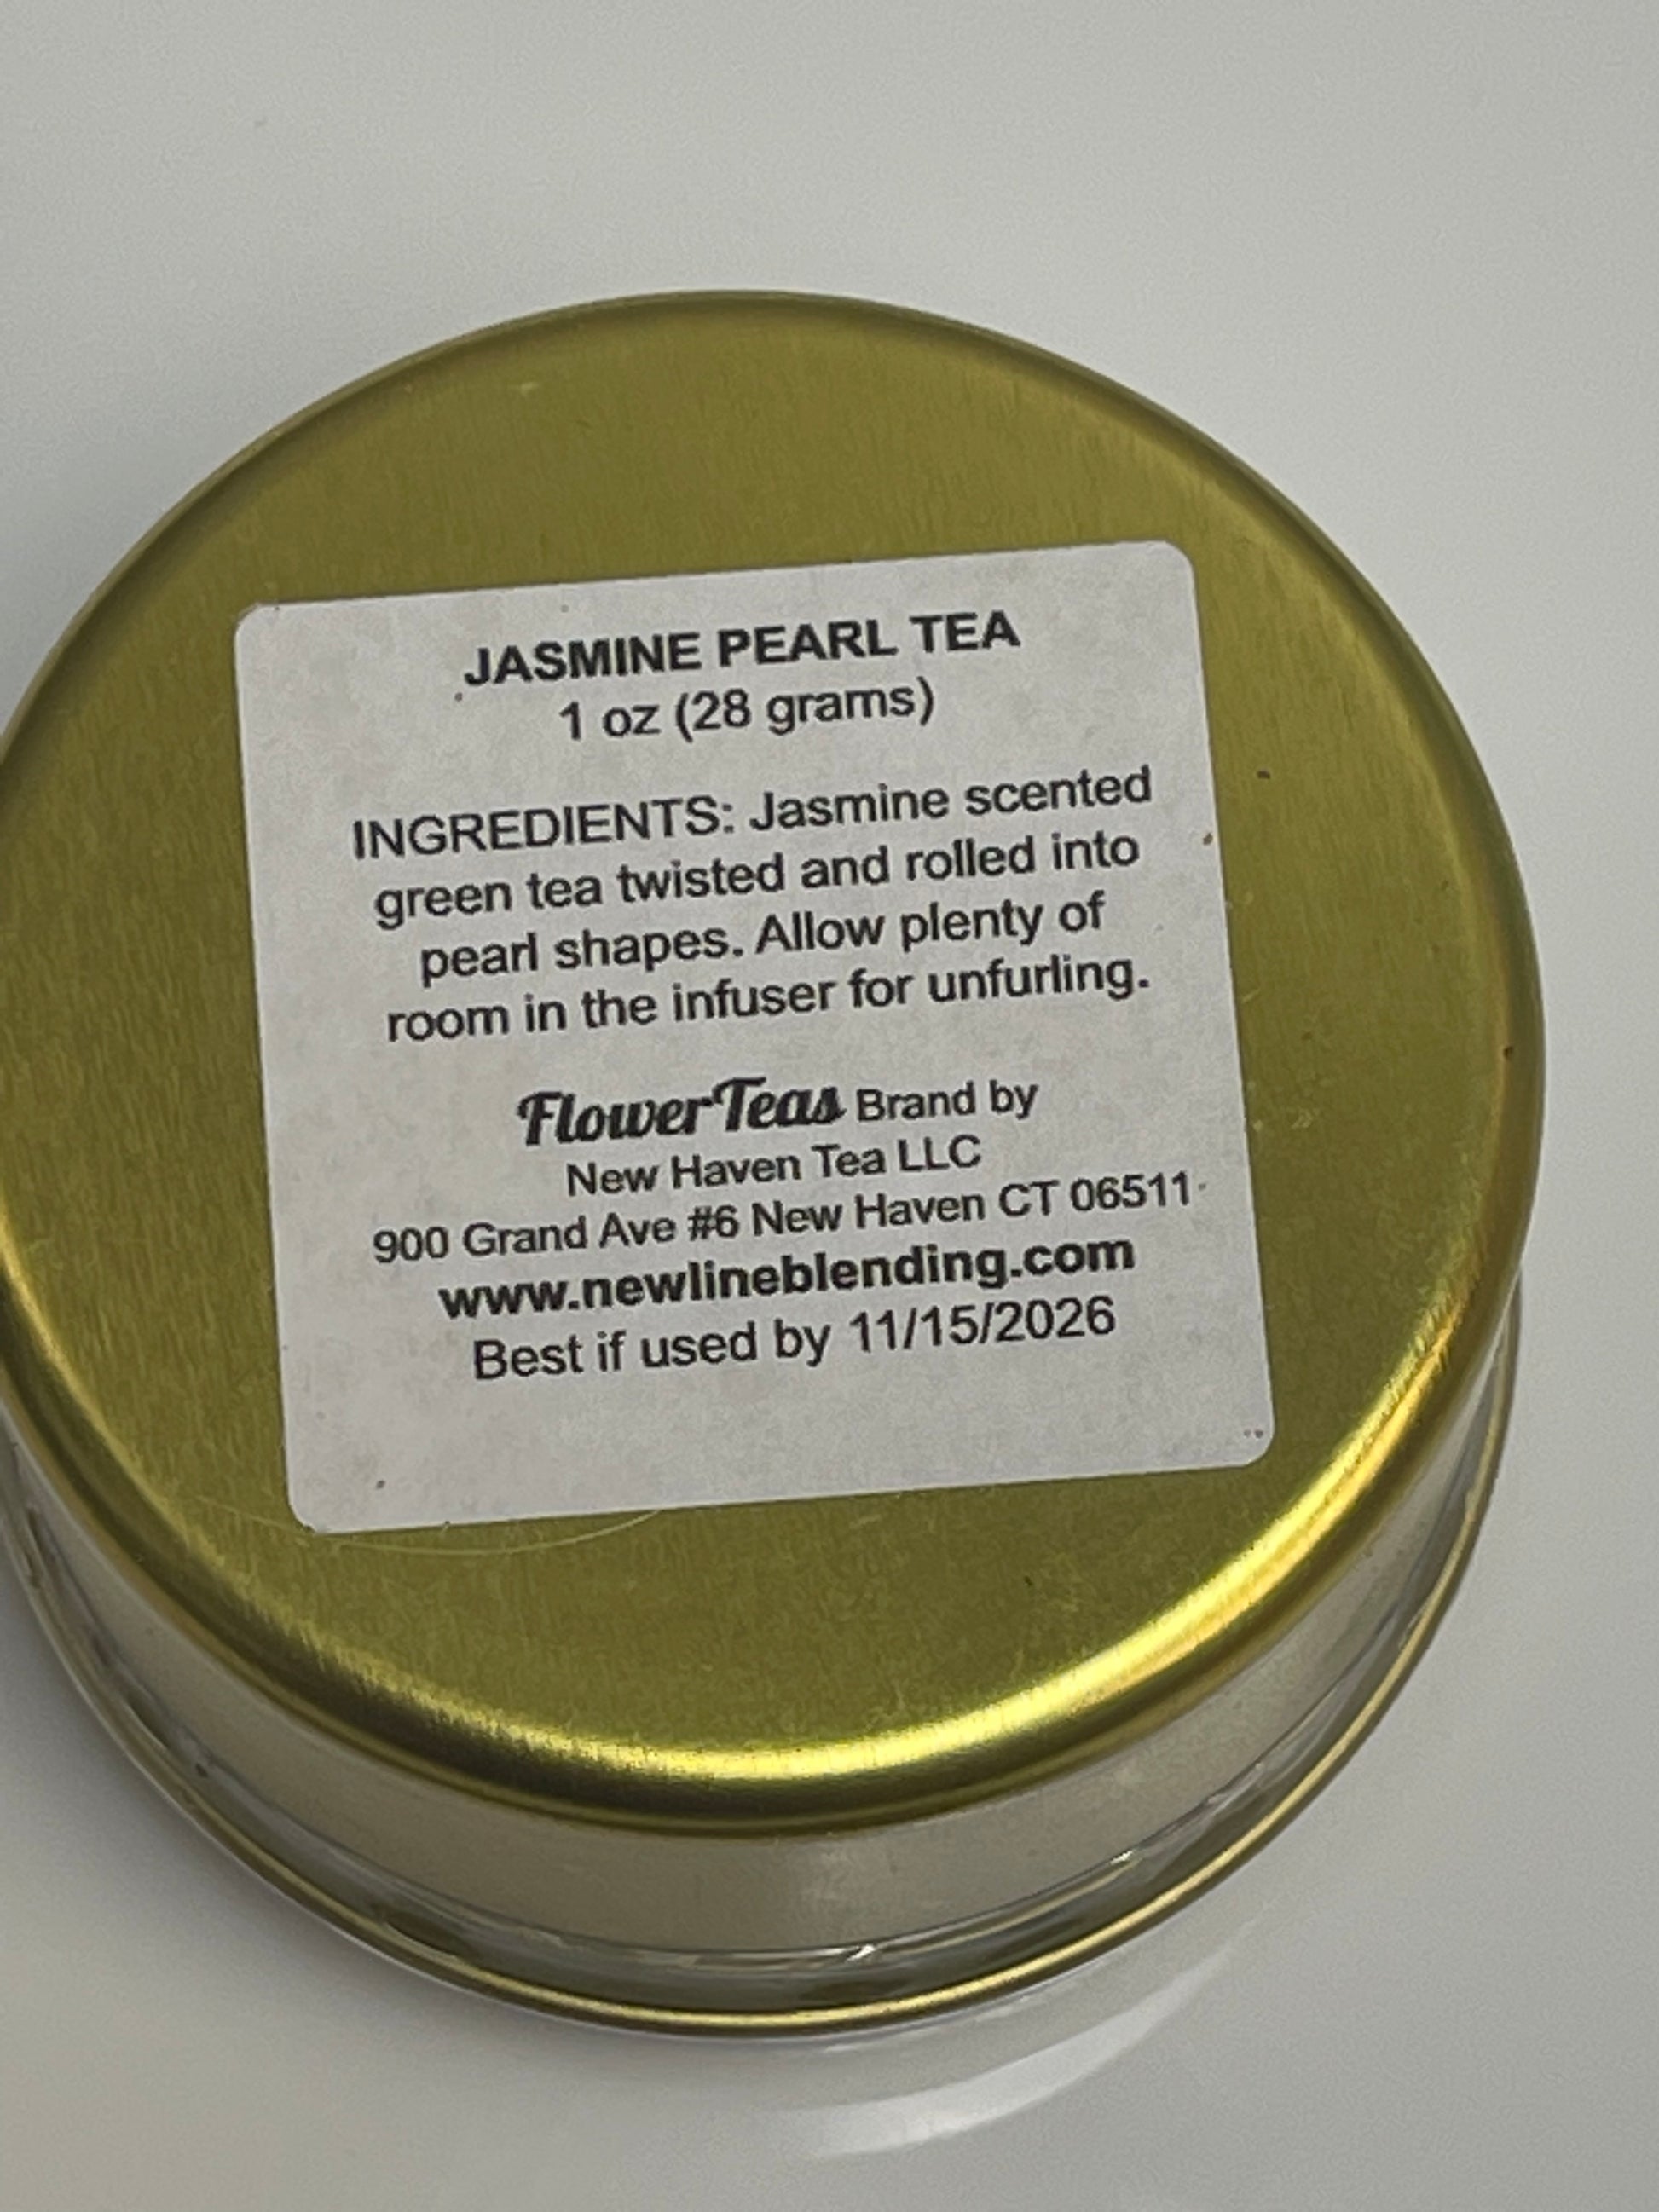 JASMINE PEARL TEA
1 oz (28 grams)
INGREDIENTS: Jasmine scented
green tea twisted and rolled into
pearl shapes. Allow plenty of
room in the infuser for unfurling.
FlowerTeas Brand by
New Haven Tea LLC
900 Grand Ave #6 New Haven CT 06511
www.newlineblending.com
Best if used by 11/15/2026